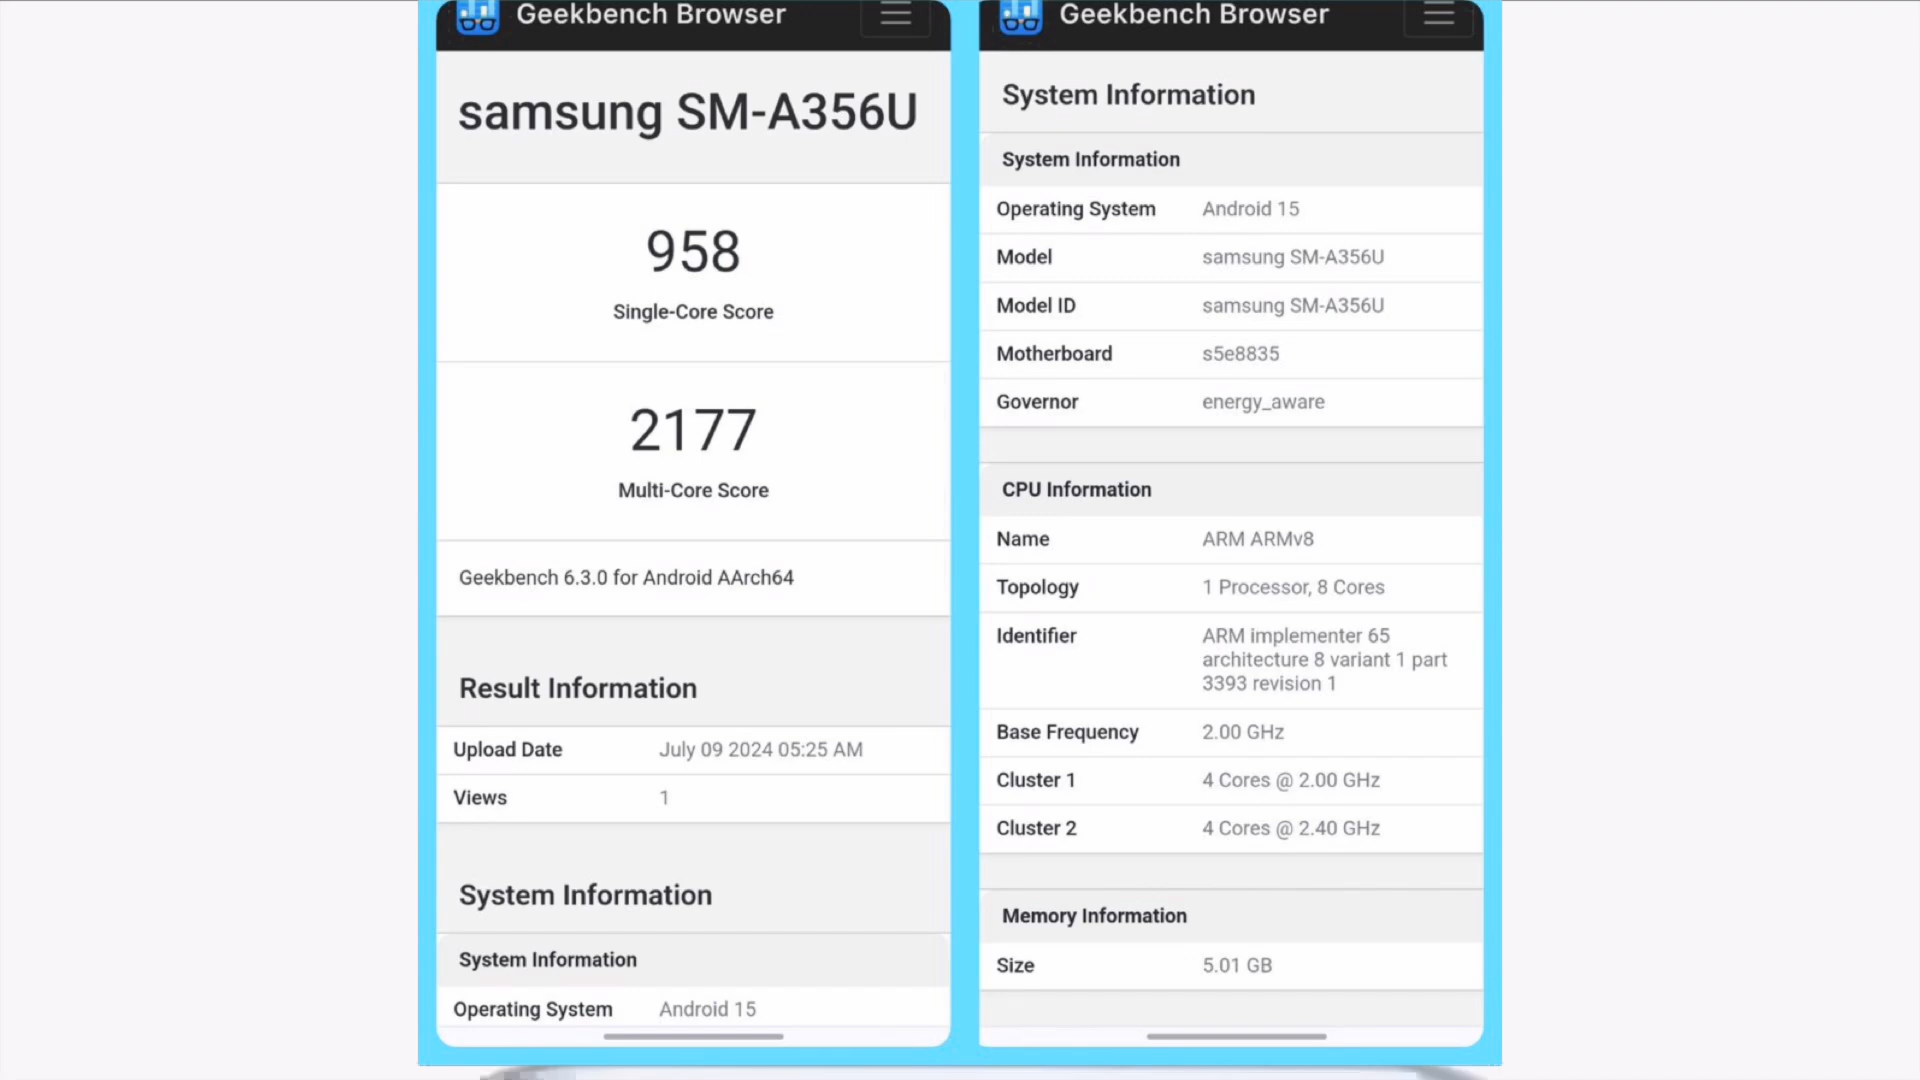 Geekbench Browser
samsung SM-A356U
958
Single-Core Score
2177
Multi-Core Score
Geekbench 6.3.0 for Android AArch64
Result Information
Upload Date July 09 2024 05:25 AM
Views 1
System Information
System Information
Operating System Android 15
Geekbench Browser
System Information
System Information
Operating System Android 15
Model samsung SM-A356U
Model ID samsung SM-A356U
Motherboard s5e8835
Governor energy_aware
CPU Information
Name ARM ARMv8
Topology 1 Processor, 8 Cores
Identifier ARM implementer 65
architecture 8 variant 1 part
3393 revision 1
Base Frequency 2.00 GHz
Cluster 1 4 Cores @ 2.00 GHz
Cluster 2 4 Cores @ 2.40 GHz
Memory Information
Size 5.01 GB